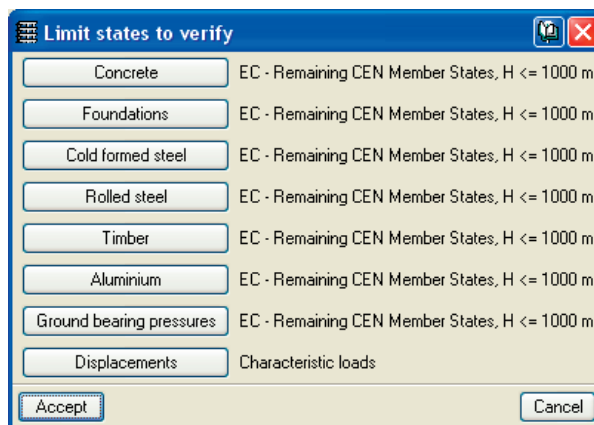 Limit states to verify
Concrete EC - Remaining CEN Member States, H <= 1000 m
Foundations EC - Remaining CEN Member States, H <= 1000 m
Cold formed steel EC - Remaining CEN Member States, H <= 1000 m
Rolled steel EC - Remaining CEN Member States, H <= 1000 m
Timber EC - Remaining CEN Member States, H <= 1000 m
Aluminium EC - Remaining CEN Member States, H <= 1000 m
Ground bearing pressures EC - Remaining CEN Member States, H <= 1000 m
Displacements Characteristic loads
Accept Cancel